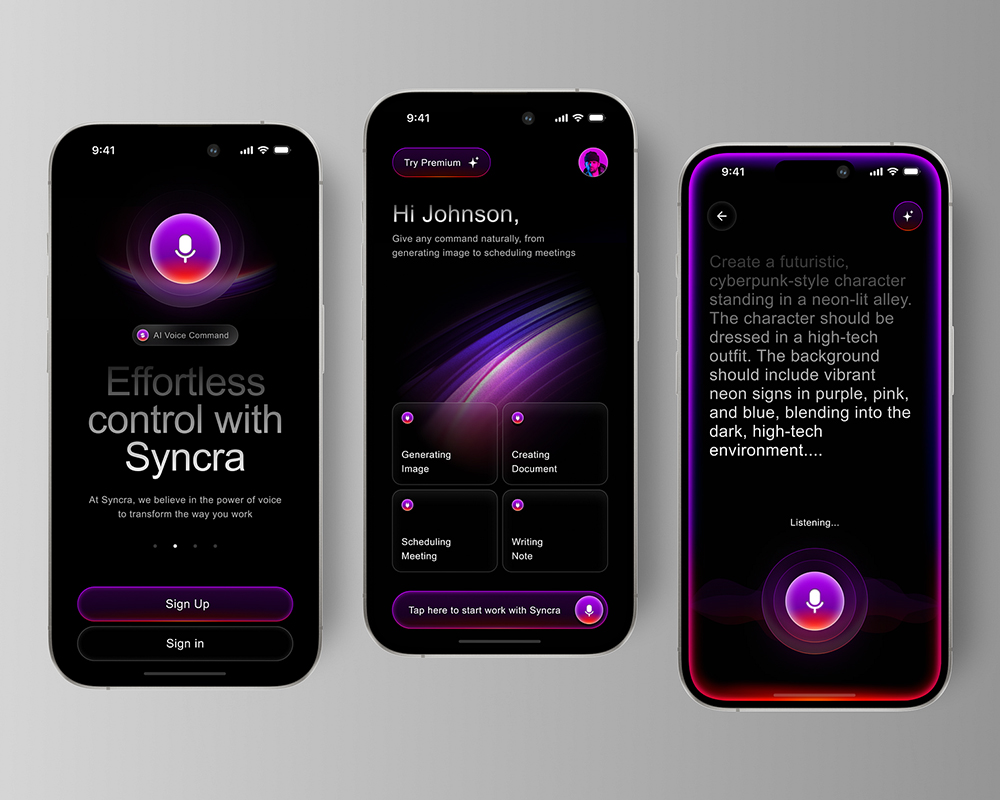 9:41
AI Voice Command
Effortless
control with
Syncra
At Syncra, we believe in the power of voice
to transform the way you work
Sign Up
Sign in
9:41
Try Premium
Hi Johnson,
Give any command naturally, from
generating image to scheduling meetings
Generating
Image
Creating
Document
Scheduling
Meeting
Writing
Note
Tap here to start work with Syncra
9:41
Create a futuristic,
cyberpunk-style character
standing in a neon-lit alley.
The character should be
dressed in a high-tech
outfit. The background
should include vibrant
neon signs in purple, pink,
and blue, blending into the
dark, high-tech
environment....
Listening...